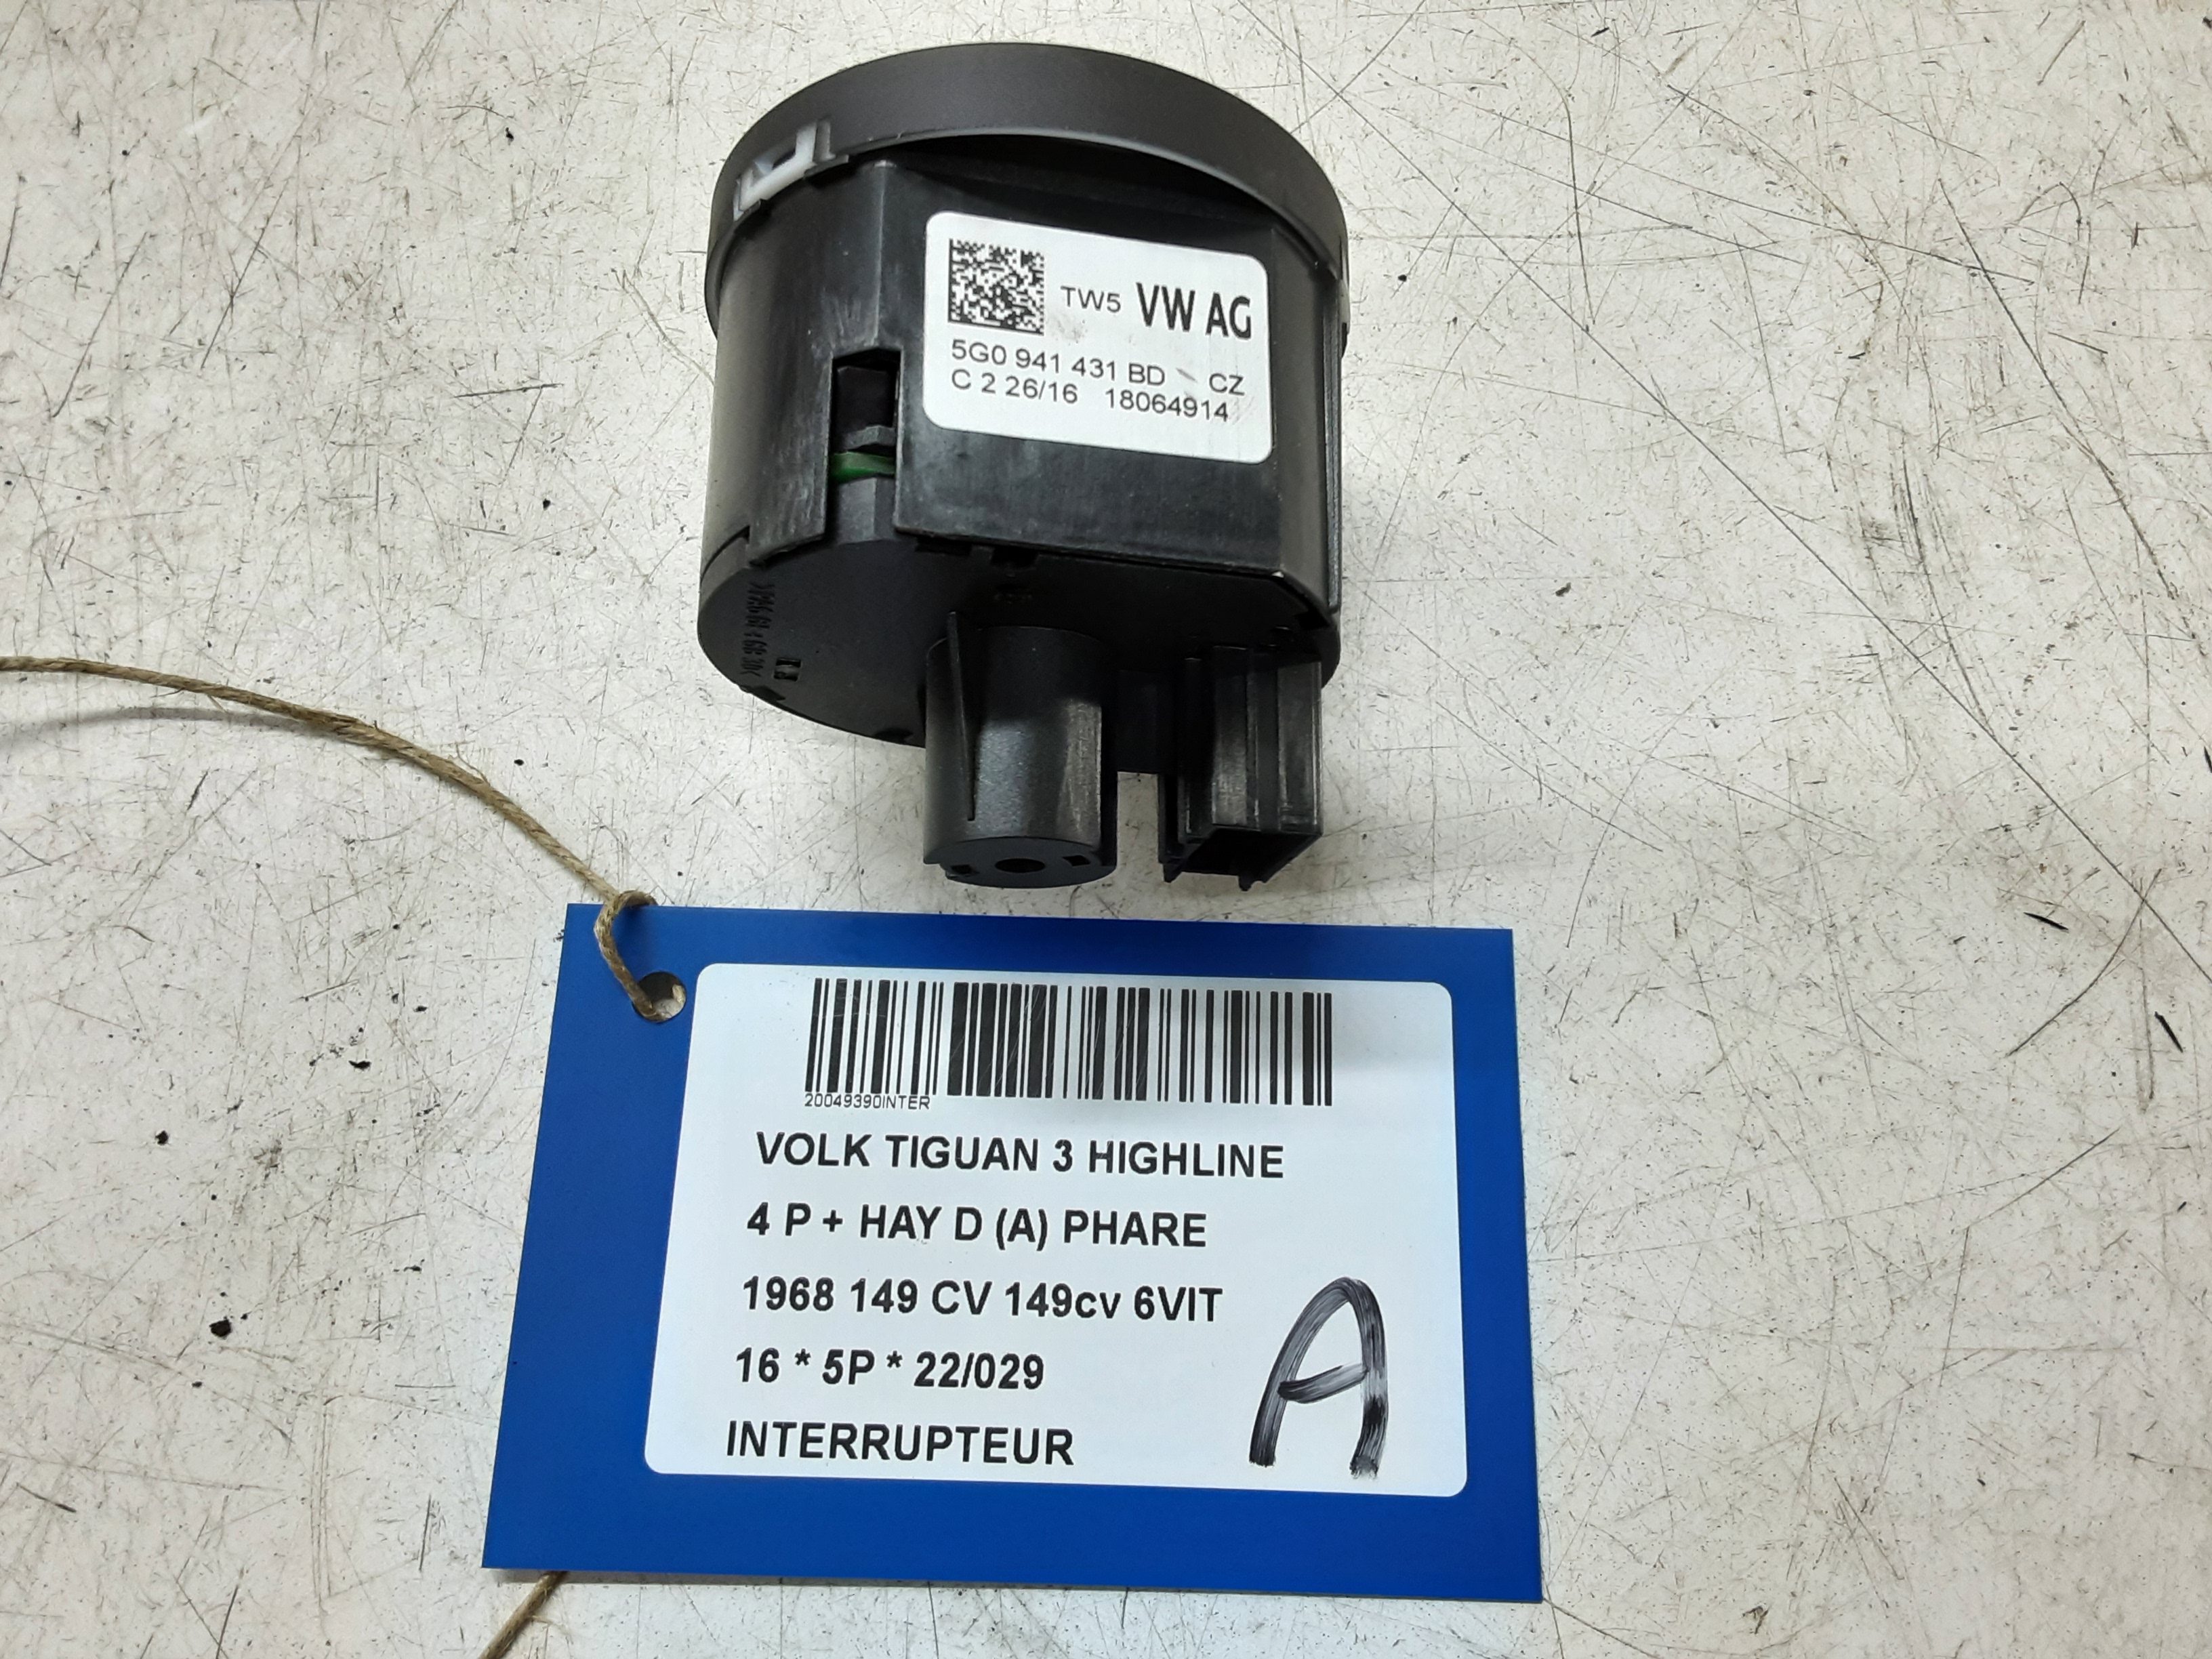 TW5 VW AG
5G0 941 431 BD CZ
C 2 26/16 18064914
20049390INTER
VOLK TIGUAN 3 HIGHLINE
4 P + HAY D (A) PHARE
1968 149 CV 149cv 6VIT
16 * 5P * 22/029
INTERRUPTEUR
A